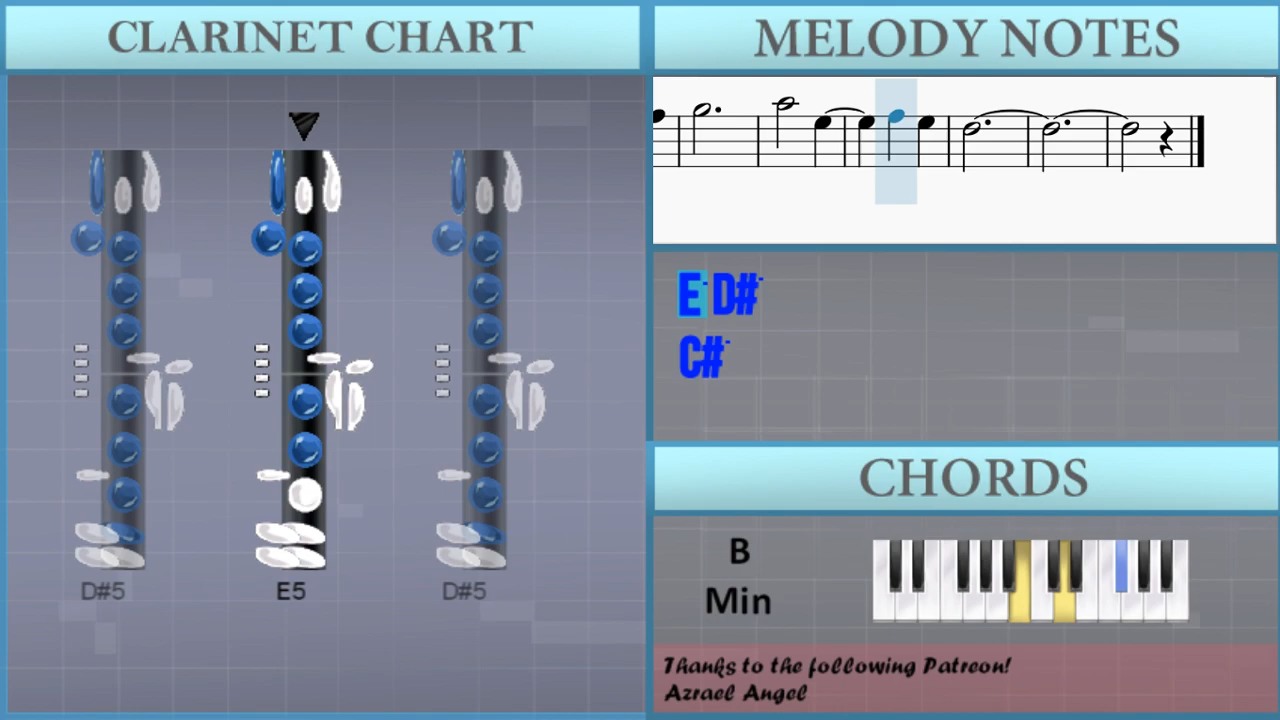 CLARINET CHART
D#5 E5 D#5
MELODY NOTES
E- D#-
C#-
CHORDS
B
Min
Thanks to the following Patreon!
Azrael Angel